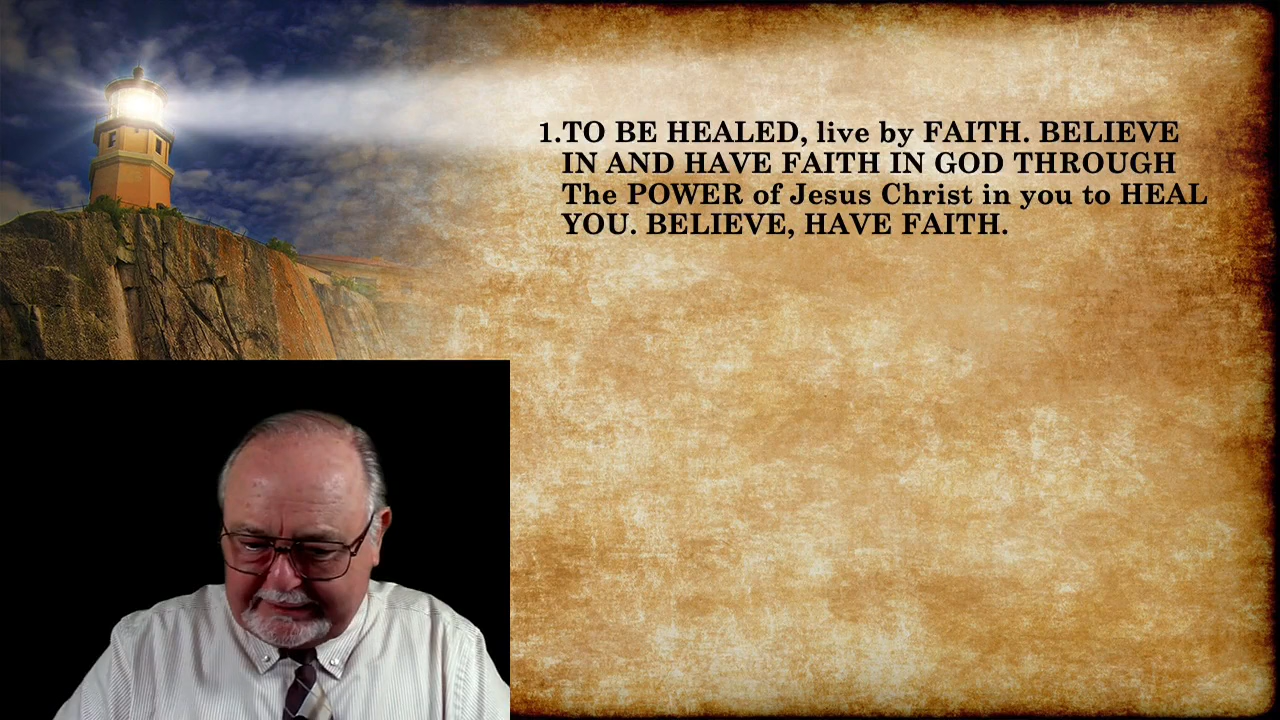 1.TO BE HEALED, live by FAITH. BELIEVE
IN AND HAVE FAITH IN GOD THROUGH
The POWER of Jesus Christ in you to HEAL
YOU. BELIEVE, HAVE FAITH.